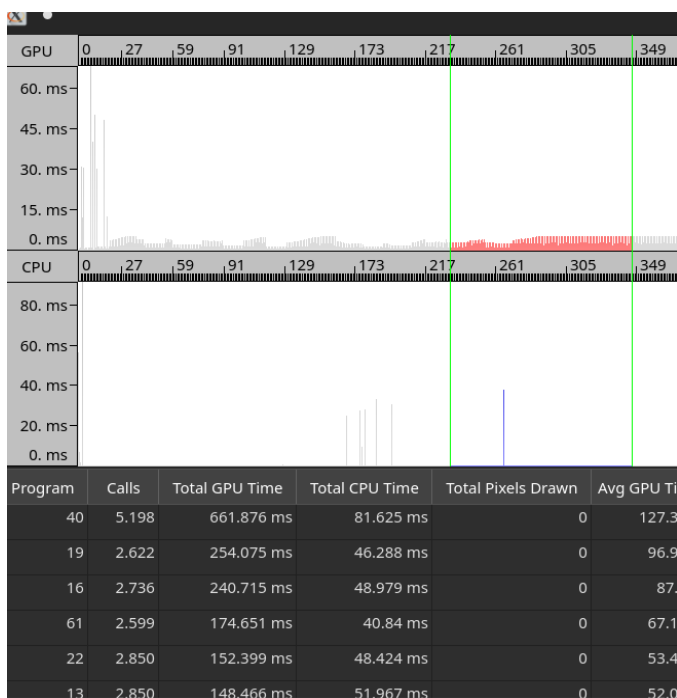 GPU 0 27 59 91 129 173 217 261 305 349
60. ms
45. ms
30. ms
15. ms
0. ms
CPU 0 27 59 91 129 173 217 261 305 349
80. ms
60. ms
40. ms
20. ms
0. ms
Program Calls Total GPU Time Total CPU Time Total Pixels Drawn Avg GPU Ti
40 5.198 661.876 ms 81.625 ms 0 127.3
19 2.622 254.075 ms 46.288 ms 0 96.9
16 2.736 240.715 ms 48.979 ms 0 87.
61 2.599 174.651 ms 40.84 ms 0 67.1
22 2.850 152.399 ms 48.424 ms 0 53.4
13 2.850 148.466 ms 51.967 ms 0 52.0